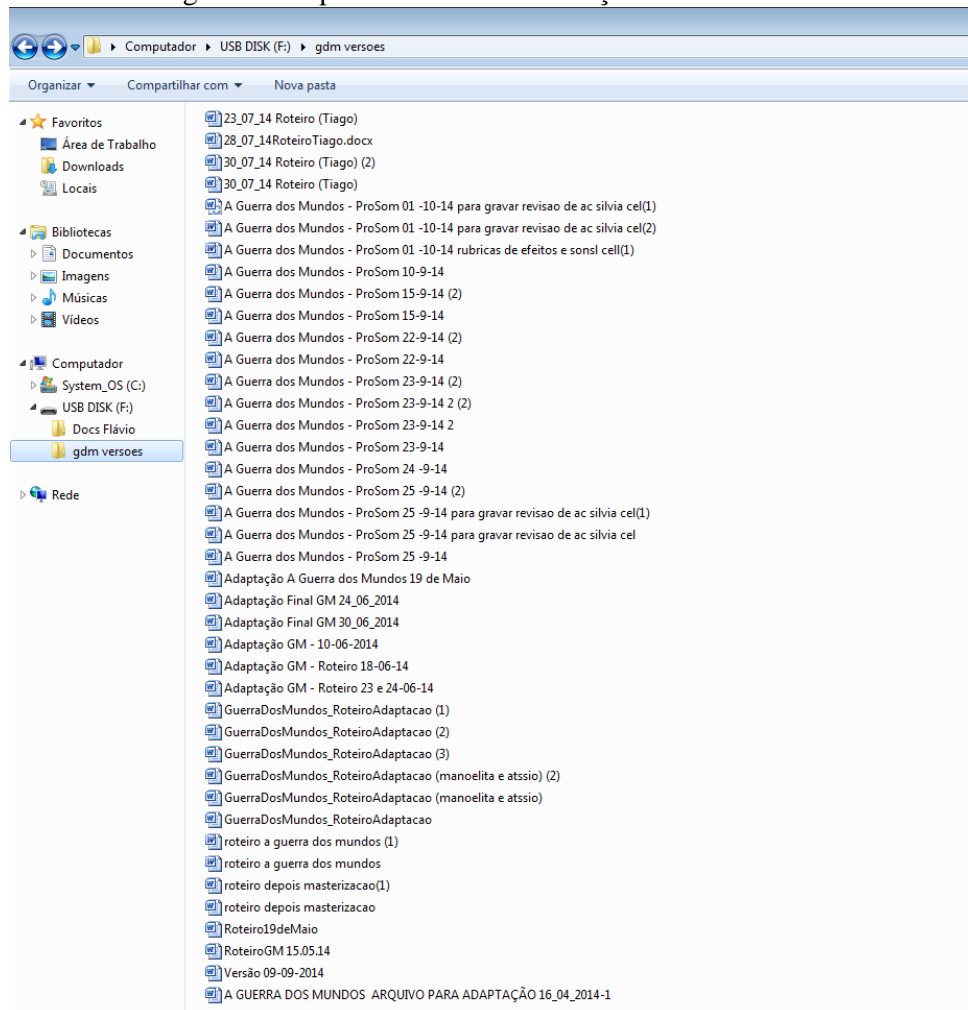 Computador USB DISK (F:) gdm versoes
Organizar Compartilhar com Nova pasta
Favoritos
Área de Trabalho
Downloads
Locais
Bibliotecas
Documentos
Imagens
Músicas
Vídeos
Computador
System_OS (C:)
USB DISK (F:)
Docs Flávio
gdm versoes
Rede
23_07_14 Roteiro (Tiago)
28_07_14RoteiroTiago.docx
30_07_14 Roteiro (Tiago) (2)
30_07_14 Roteiro (Tiago)
A Guerra dos Mundos - ProSom 01 -10-14 para gravar revisao de ac silvia cel(1)
A Guerra dos Mundos - ProSom 01 -10-14 para gravar revisao de ac silvia cel(2)
A Guerra dos Mundos - ProSom 01 -10-14 rubricas de efeitos e sonsl cell(1)
A Guerra dos Mundos - ProSom 10-9-14
A Guerra dos Mundos - ProSom 15-9-14 (2)
A Guerra dos Mundos - ProSom 15-9-14
A Guerra dos Mundos - ProSom 22-9-14 (2)
A Guerra dos Mundos - ProSom 22-9-14
A Guerra dos Mundos - ProSom 23-9-14 (2)
A Guerra dos Mundos - ProSom 23-9-14 2 (2)
A Guerra dos Mundos - ProSom 23-9-14 2
A Guerra dos Mundos - ProSom 23-9-14
A Guerra dos Mundos - ProSom 24 -9-14
A Guerra dos Mundos - ProSom 25 -9-14 (2)
A Guerra dos Mundos - ProSom 25 -9-14 para gravar revisao de ac silvia cel(1)
A Guerra dos Mundos - ProSom 25 -9-14 para gravar revisao de ac silvia cel
A Guerra dos Mundos - ProSom 25 -9-14
Adaptação A Guerra dos Mundos 19 de Maio
Adaptação Final GM 24_06_2014
Adaptação Final GM 30_06_2014
Adaptação GM - 10-06-2014
Adaptação GM - Roteiro 18-06-14
Adaptação GM - Roteiro 23 e 24-06-14
GuerraDosMundos_RoteiroAdaptacao (1)
GuerraDosMundos_RoteiroAdaptacao (2)
GuerraDosMundos_RoteiroAdaptacao (3)
GuerraDosMundos_RoteiroAdaptacao (manoelita e atssio) (2)
GuerraDosMundos_RoteiroAdaptacao (manoelita e atssio)
GuerraDosMundos_RoteiroAdaptacao
roteiro a guerra dos mundos (1)
roteiro a guerra dos mundos
roteiro depois masterizacao(1)
roteiro depois masterizacao
Roteiro19deMaio
RoteiroGM 15.05.14
Versão 09-09-2014
A GUERRA DOS MUNDOS ARQUIVO PARA ADAPTAÇÃO 16_04_2014-1